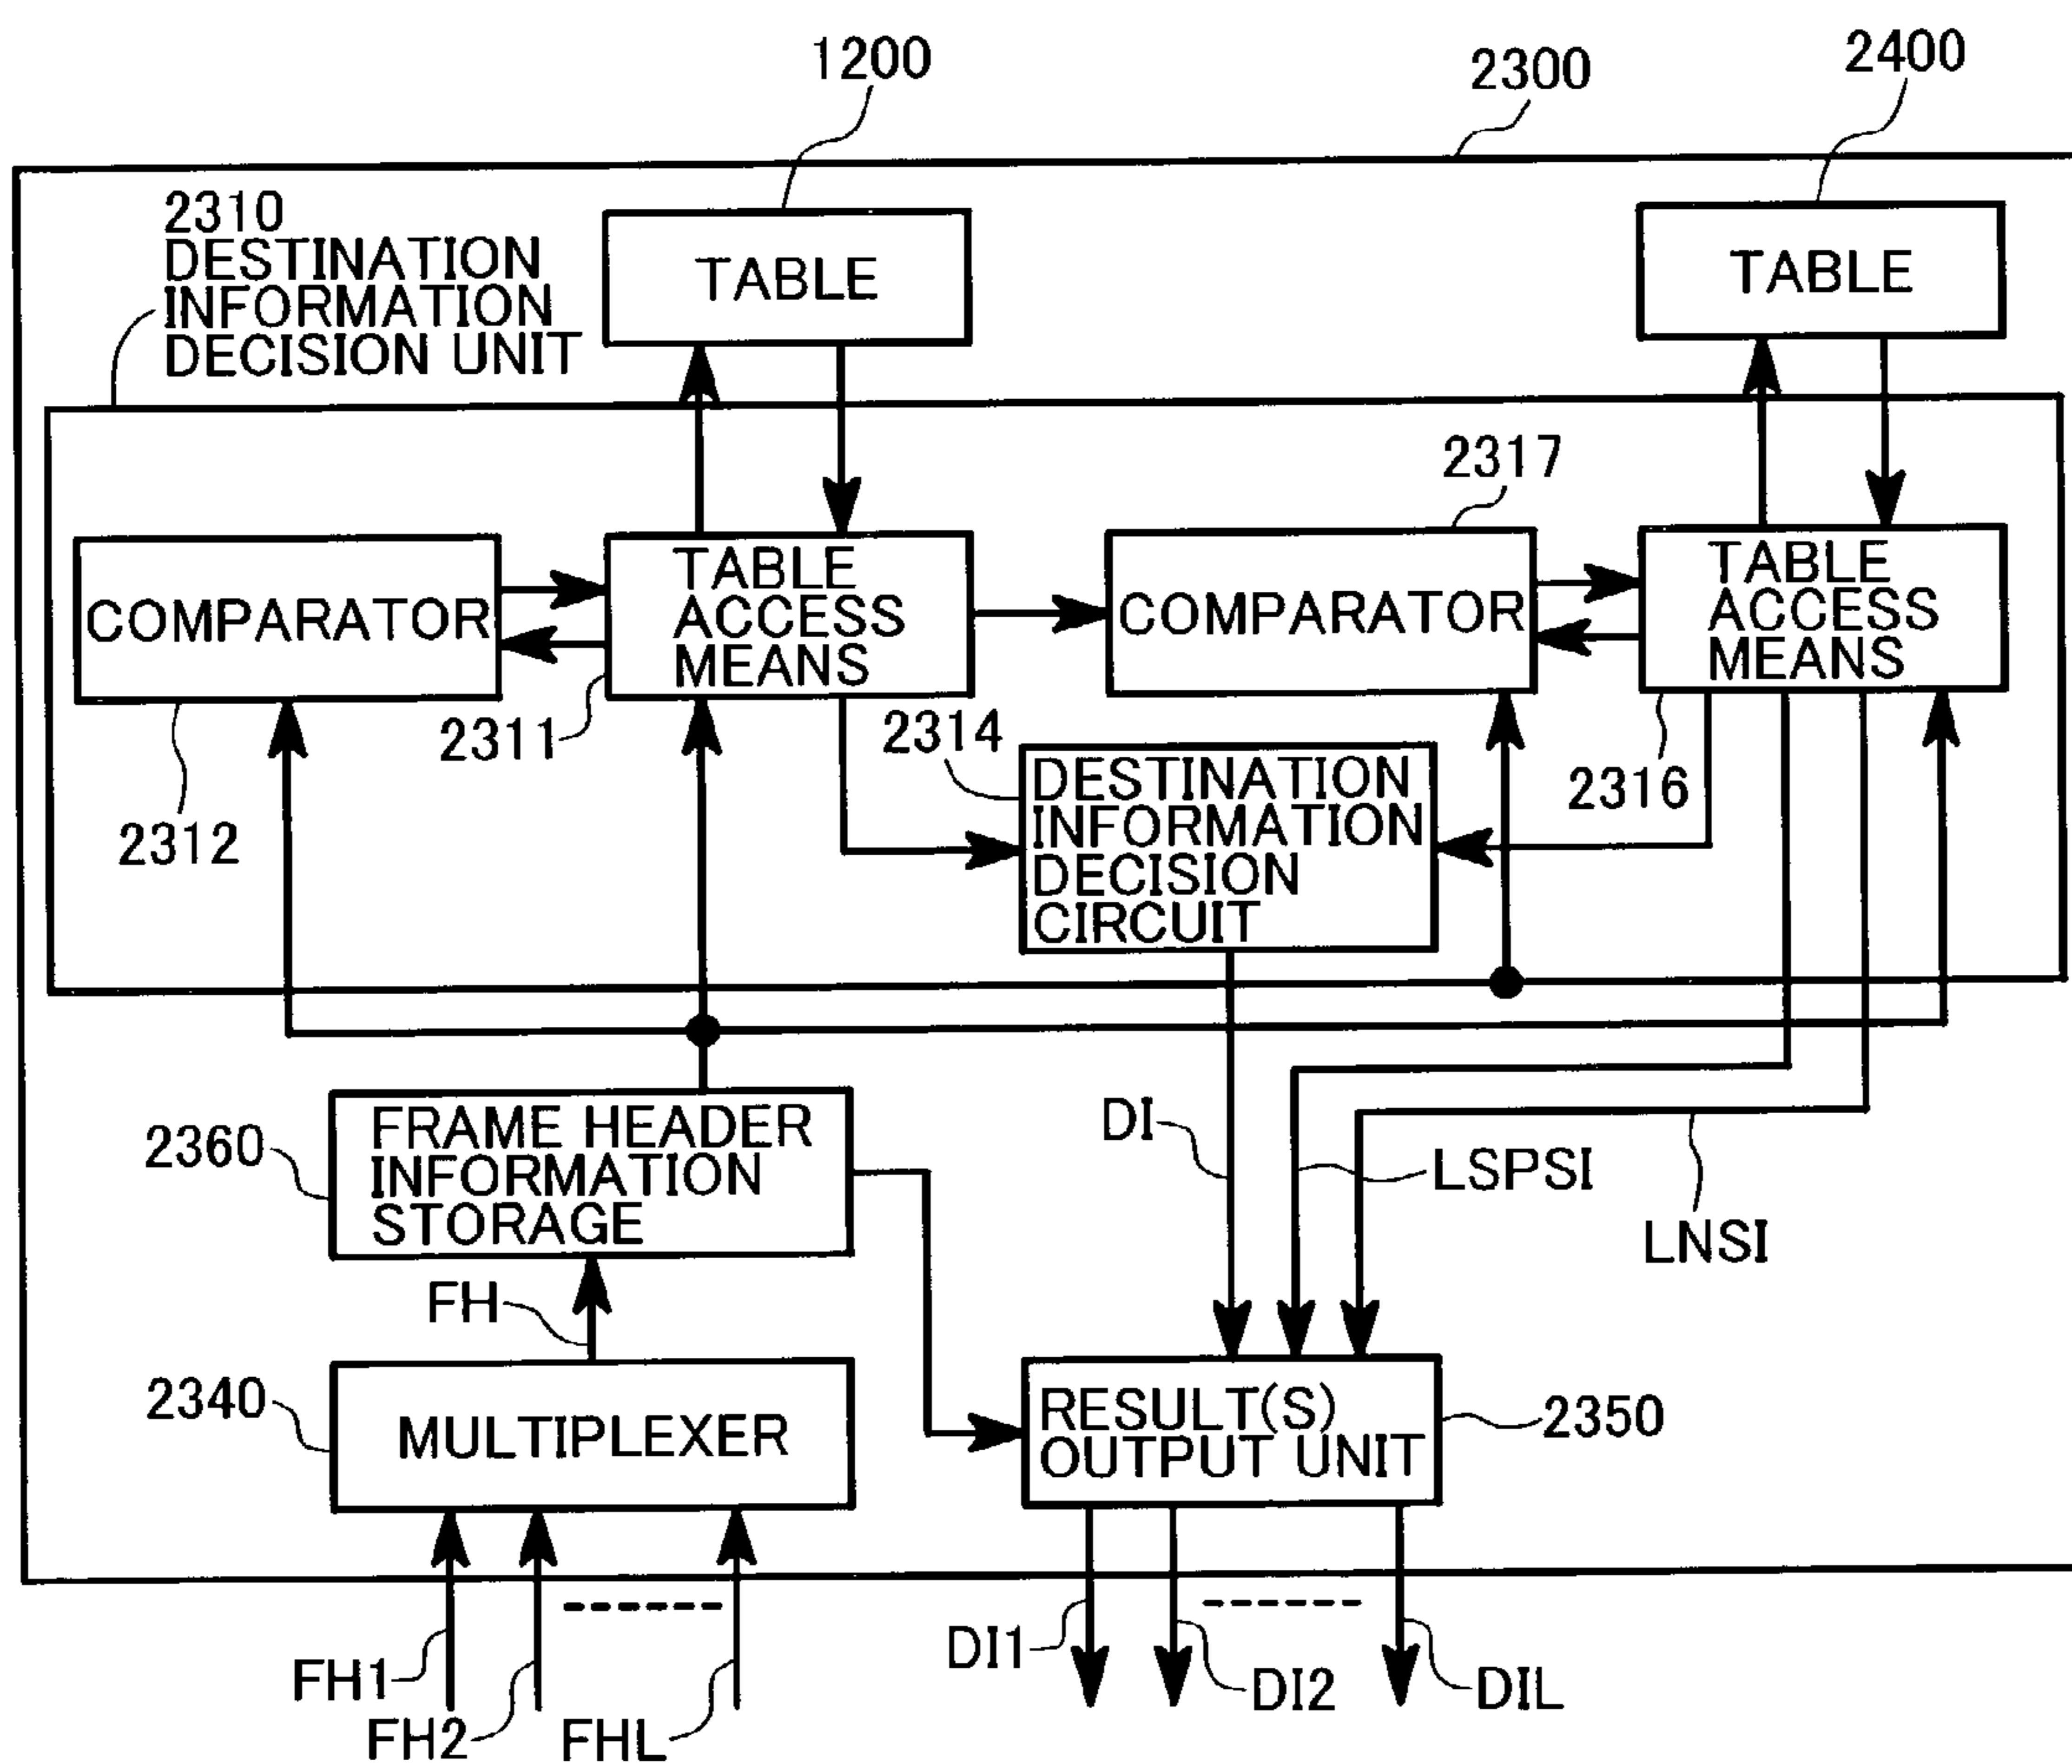 1200
2300
2400
2310
DESTINATION
INFORMATION
DECISION UNIT
TABLE
TABLE
2317
COMPARATOR
TABLE
ACCESS
MEANS
COMPARATOR
TABLE
ACCESS
MEANS
2311
2312
2314
DESTINATION
INFORMATION
DECISION
CIRCUIT
2316
2360
FRAME HEADER
INFORMATION
STORAGE
DI
LSPSI
LNSI
FH
2340
MULTIPLEXER
RESULT(S)
OUTPUT UNIT
2350
FH1
FH2
FHL
DI1
DI2
DIL